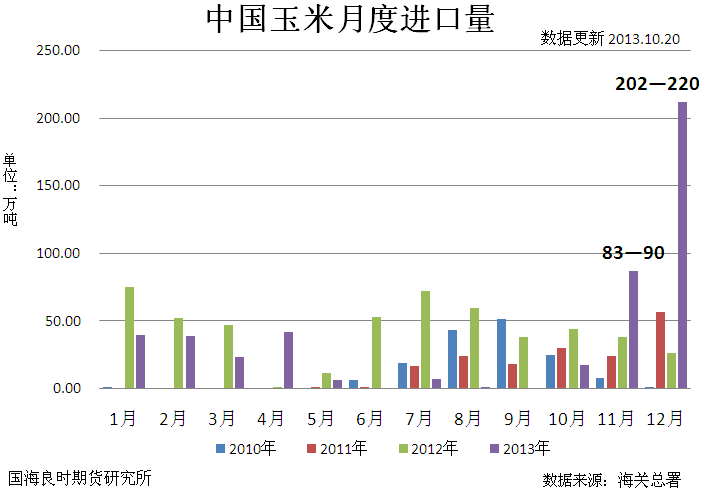 中国玉米月度进口量
数据更新 2013.10.20
单位：万吨
250.00
200.00
150.00
100.00
50.00
0.00
202—220
83—90
1月 2月 3月 4月 5月 6月 7月 8月 9月 10月 11月 12月
2010年 2011年 2012年 2013年
国海良时期货研究所 数据来源：海关总署